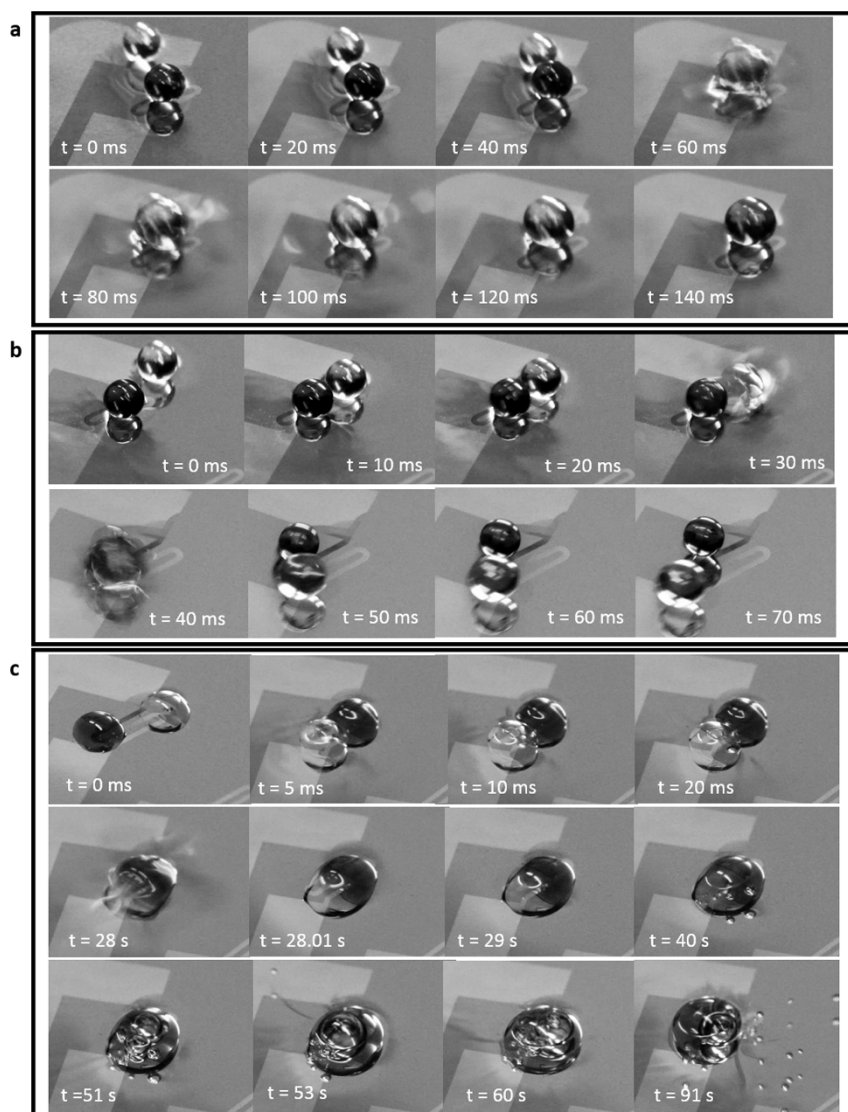 a
t = 0 ms t = 20 ms t = 40 ms t = 60 ms
t = 80 ms t = 100 ms t = 120 ms t = 140 ms
b
t = 0 ms t = 10 ms t = 20 ms t = 30 ms
t = 40 ms t = 50 ms t = 60 ms t = 70 ms
c
t = 0 ms t = 5 ms t = 10 ms t = 20 ms
t = 28 s t = 28.01 s t = 29 s t = 40 s
t =51 s t = 53 s t = 60 s t = 91 s